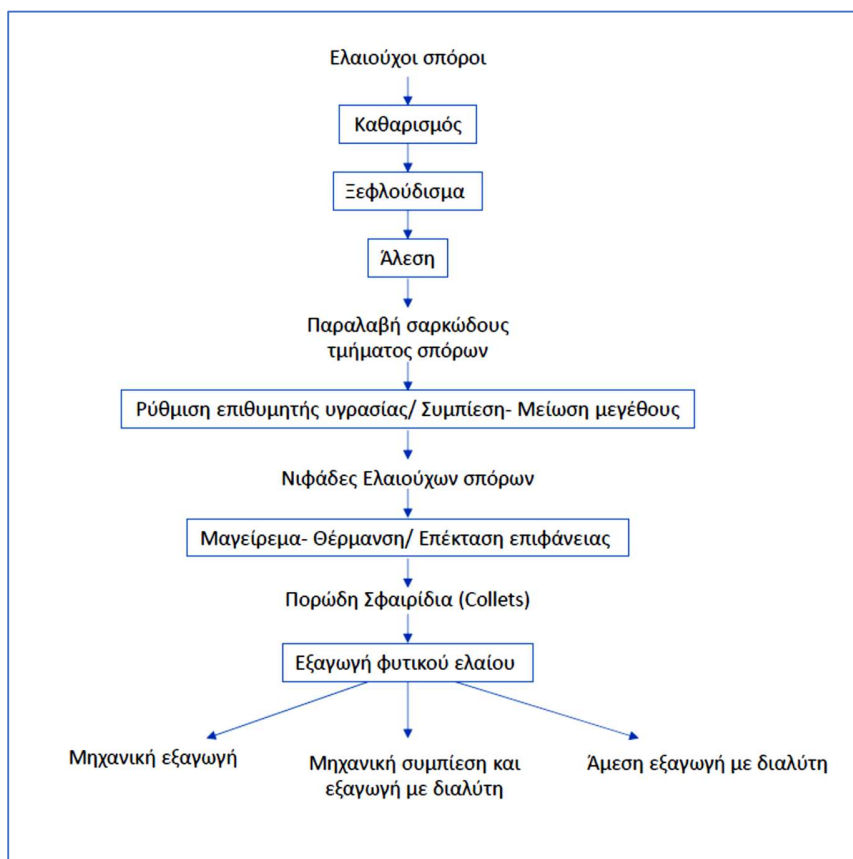 Ελαιούχοι σπόροι
Καθαρισμός
Ξεφλούδισμα
Άλεση
Παραλαβή σαρκώδους
τμήματος σπόρων
Ρύθμιση επιθυμητής υγρασίας/ Συμπίεση- Μείωση μεγέθους
Νιφάδες Ελαιούχων σπόρων
Μαγείρεμα- Θέρμανση/ Επέκταση επιφάνειας
Πορώδη Σφαιρίδια (Collets)
Εξαγωγή φυτικού ελαίου
Μηχανική εξαγωγή
Μηχανική συμπίεση και
εξαγωγή με διαλύτη
Άμεση εξαγωγή με διαλύτη